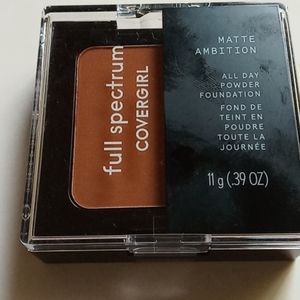 full spectrum
COVERGIRL
MATTE
AMBITION
ALL DAY
POWDER
FOUNDATION
FOND DE
TEINT EN
POUDRE
TOUTE LA
JOURNÉE
11 g (.39 OZ)